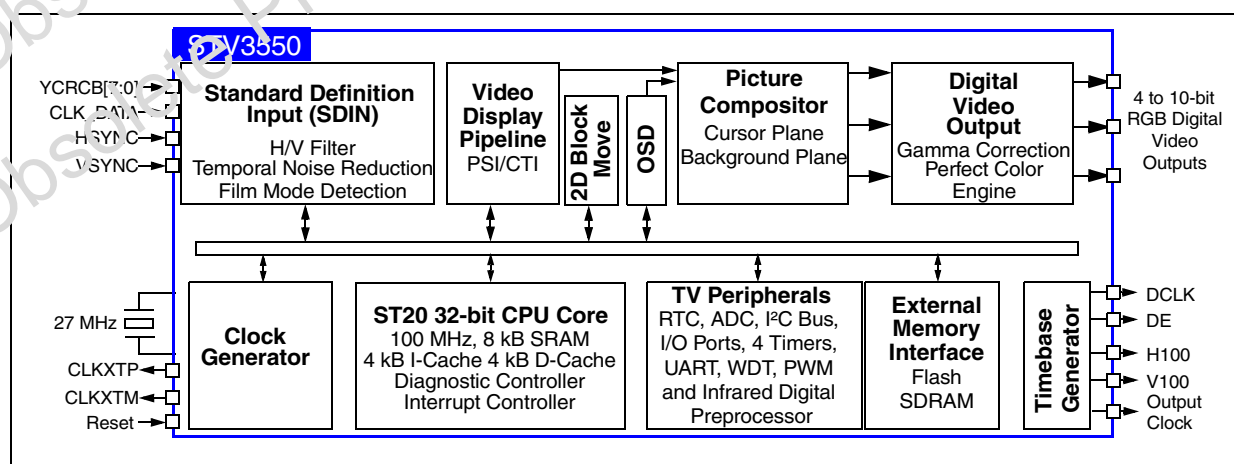 Obsolete Pr
Obsolete
STV3550
YCRCB[7:0]
CLK_DATA
HSYNC
VSYNC
Standard Definition
Input (SDIN)
H/V Filter
Temporal Noise Reduction
Film Mode Detection
Video
Display
Pipeline
PSI/CTI
2D Block
Move
OSD
Picture
Compositor
Cursor Plane
Background Plane
Digital
Video
Output
Gamma Correction
Perfect Color
Engine
4 to 10-bit
RGB Digital
Video
Outputs
27 MHz
CLKXTP
CLKXTM
Reset
Clock
Generator
ST20 32-bit CPU Core
100 MHz, 8 kB SRAM
4 kB I-Cache 4 kB D-Cache
Diagnostic Controller
Interrupt Controller
TV Peripherals
RTC, ADC, I²C Bus,
I/O Ports, 4 Timers,
UART, WDT, PWM
and Infrared Digital
Preprocessor
External
Memory
Interface
Flash
SDRAM
Timebase
Generator
DCLK
DE
H100
V100
Output
Clock